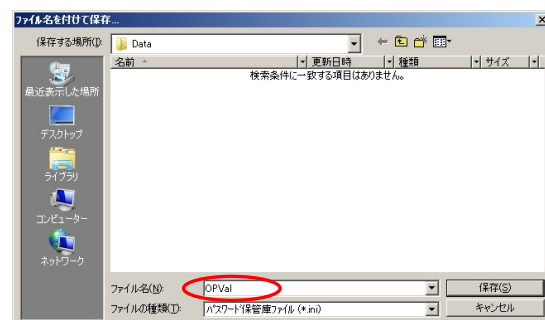 ファイル名を付けて保存...
保存する場所(I):
Data
名前
更新日時
種類
サイズ
検索条件に一致する項目はありません。
最近表示した場所
デスクトップ
ライブラリ
コンピューター
ネットワーク
ファイル名(N):
OPVal
保存(S)
ファイルの種類(T):
パスワード保管庫ファイル (*.ini)
キャンセル